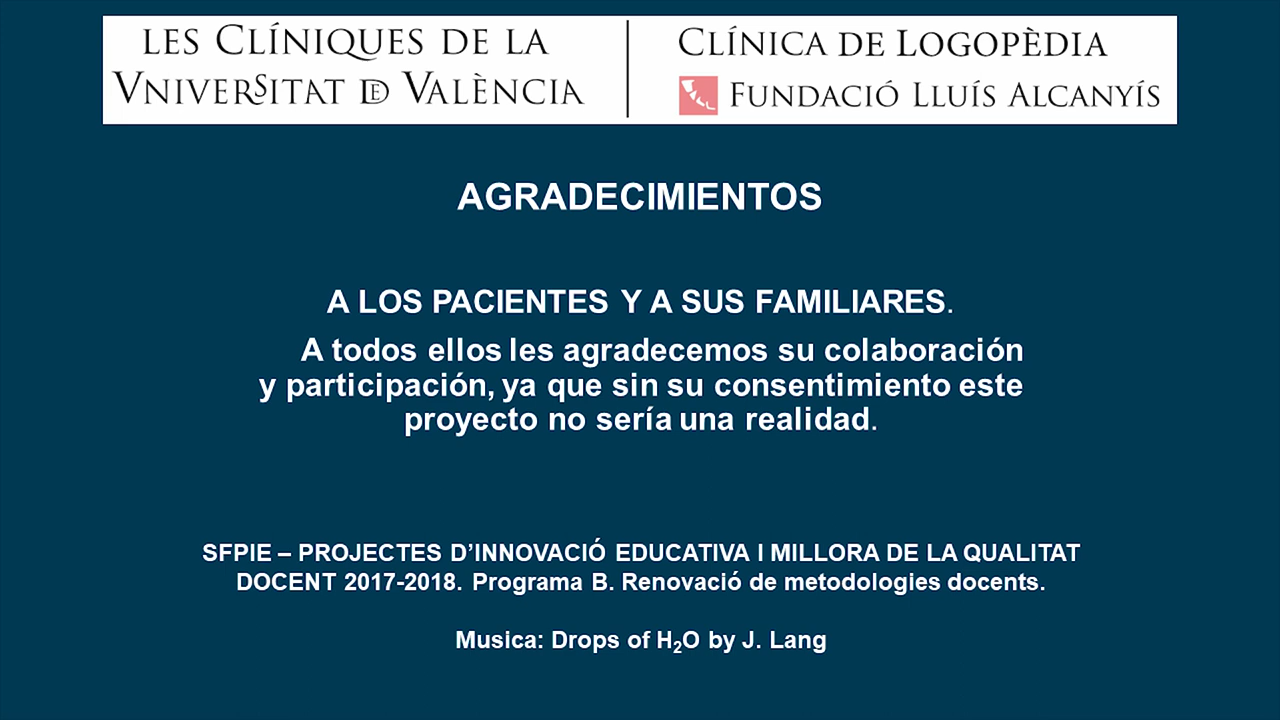 LES CLÍNIQUES DE LA
VNIVERSITAT DE VALÈNCIA
CLÍNICA DE LOGOPÈDIA
FUNDACIÓ LLUÍS ALCANYÍS
AGRADECIMIENTOS
A LOS PACIENTES Y A SUS FAMILIARES.
A todos ellos les agradecemos su colaboración
y participación, ya que sin su consentimiento este
proyecto no sería una realidad.
SFPIE – PROJECTES D’INNOVACIÓ EDUCATIVA I MILLORA DE LA QUALITAT
DOCENT 2017-2018. Programa B. Renovació de metodologies docents.
Musica: Drops of H₂O by J. Lang